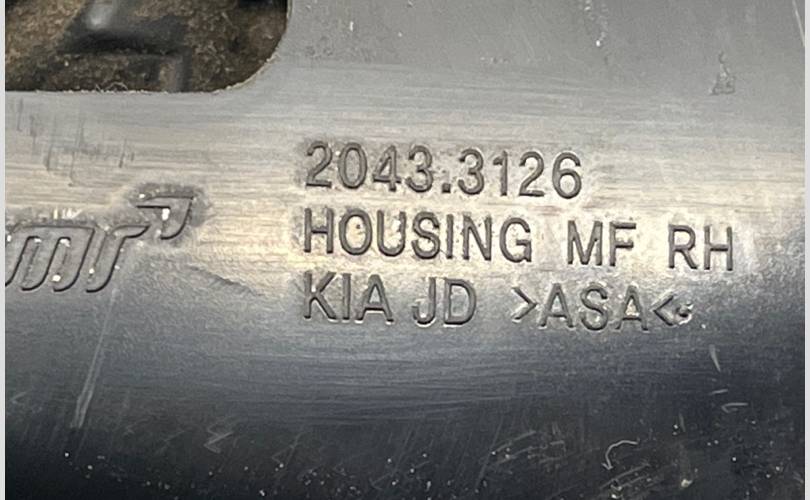 2043.3126
HOUSING MF RH
KIA JD >ASA<